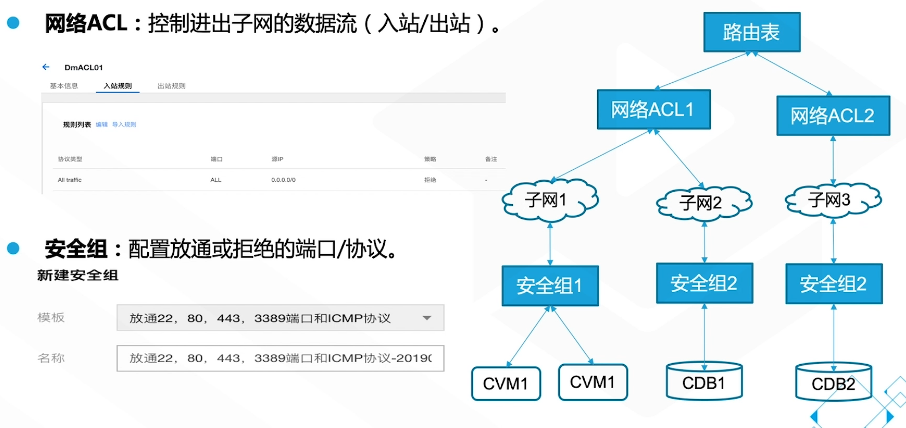 网络ACL：控制进出子网的数据流（入站/出站）。
← DmACL01
基本信息 入站规则 出站规则
规则列表 编辑 导入规则
协议类型 端口 源IP 策略 备注
All traffic ALL 0.0.0.0/0 拒绝 -
安全组：配置放通或拒绝的端口/协议。
新建安全组
模板 放通22，80，443，3389端口和ICMP协议
名称 放通22，80，443，3389端口和ICMP协议-2019
路由表
网络ACL1
网络ACL2
子网1
子网2
子网3
安全组1
安全组2
安全组2
CVM1
CVM1
CDB1
CDB2